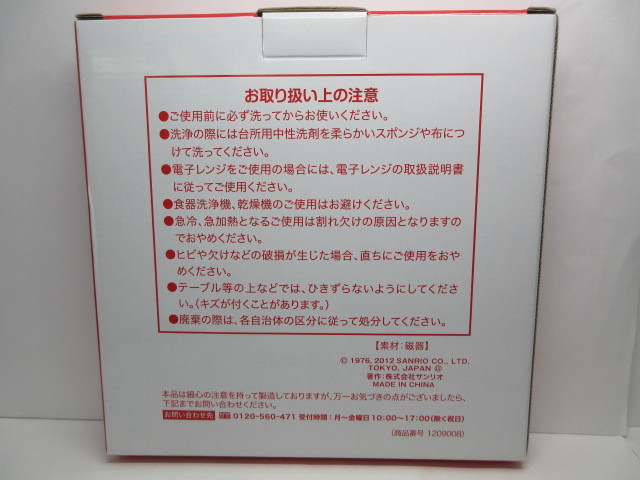 お取り扱い上の注意
●ご使用前に必ず洗ってからお使いください。
●洗浄の際には台所用中性洗剤を柔らかいスポンジや布につ
けて洗ってください。
●電子レンジをご使用の場合には、電子レンジの取扱説明書
に従ってご使用ください。
●食器洗浄機、乾燥機のご使用はお避けください。
●急冷、急加熱となるご使用は割れ欠けの原因となりますの
でおやめください。
●ヒビや欠けなどの破損が生じた場合、直ちにご使用をおや
めください。
●テーブル等の上などでは、ひきずらないようにしてくださ
い。（キズが付くことがあります。）
●廃棄の際は、各自治体の区分に従って処分してください。
【素材：磁器】
© 1976, 2012 SANRIO CO., LTD.
TOKYO, JAPAN Ⓓ
著作：株式会社サンリオ
MADE IN CHINA
本品は細心の注意を持って製造しておりますが、万一お気づきの点がございましたら、
下記までお問い合わせください。
お問い合わせ先 0120-560-471 受付時間：月〜金曜日10:00〜17:00（除く祝日）
（商品番号 1209008）